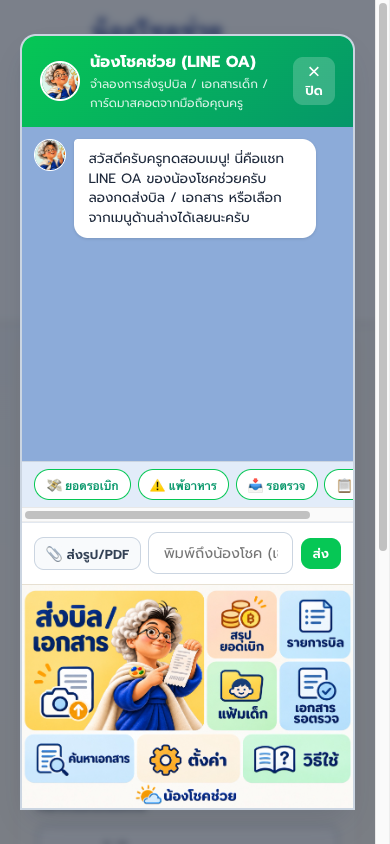 น้องโชคช่วย (LINE OA)
จำลองการส่งรูปบิล / เอกสารเด็ก /
การ์ดมาสคอตจากมือถือคุณครู
✕
ปิด
สวัสดีครับครูทดสอบเมนู! นี่คือแชท
LINE OA ของน้องโชคช่วยครับ
ลองกดส่งบิล / เอกสาร หรือเลือก
จากเมนูด้านล่างได้เลยนะครับ
ยอดรอเบิก
แพ้อาหาร
รอตรวจ
ส่งรูป/PDF
พิมพ์ถึงน้องโชค
ส่ง
ส่งบิล/
เอกสาร
สรุป
ยอดเบิก
รายการบิล
แฟ้มเด็ก
เอกสาร
รอตรวจ
ค้นหาเอกสาร
ตั้งค่า
วิธีใช้
น้องโชคช่วย